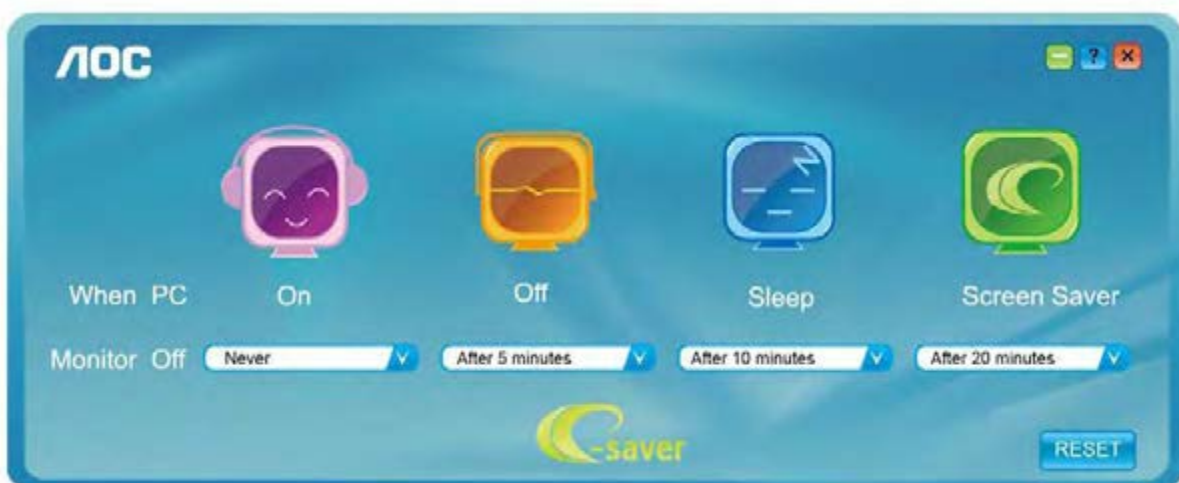 AOC
?
When PC On Off Sleep Screen Saver
Monitor Off Never After 5 minutes After 10 minutes After 20 minutes
e-saver
RESET